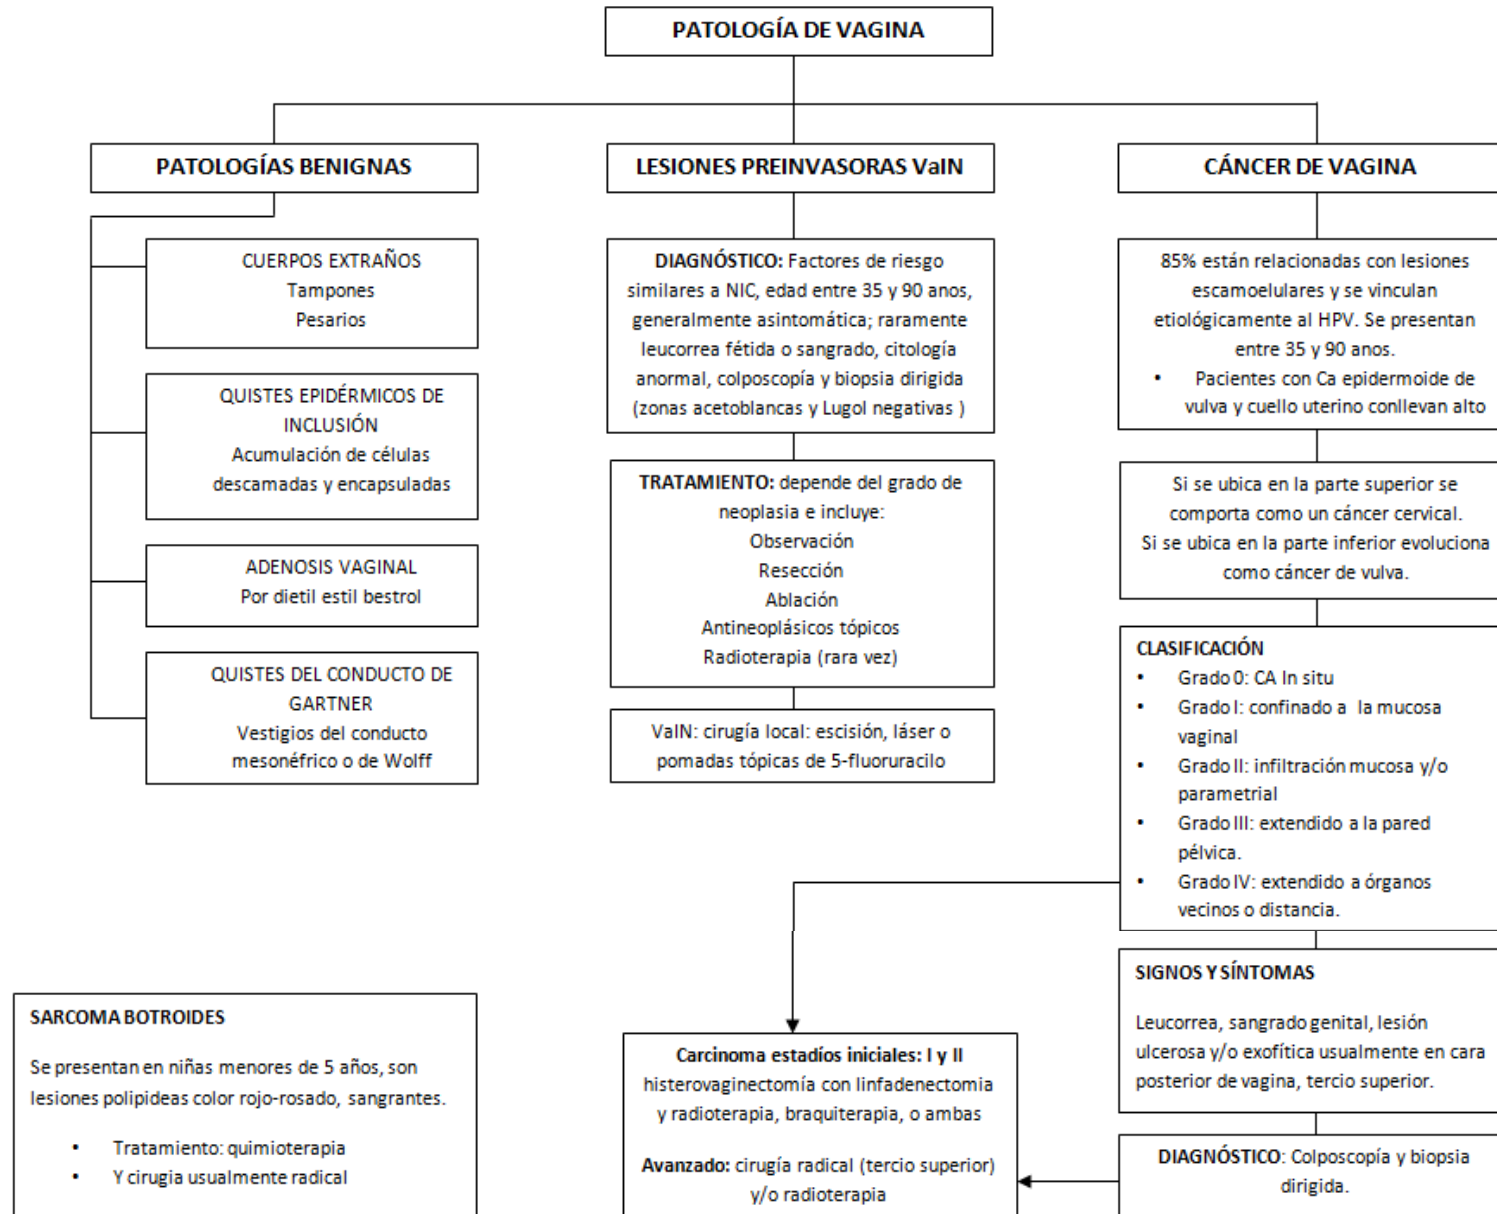 PATOLOGÍA DE VAGINA
PATOLOGÍAS BENIGNAS
CUERPOS EXTRAÑOS
Tampones
Pesarios
QUISTES EPIDÉRMICOS DE
INCLUSIÓN
Acumulación de células
descamadas y encapsuladas
ADENOSIS VAGINAL
Por dietil estil bestrol
QUISTES DEL CONDUCTO DE
GARTNER
Vestigios del conducto
mesonéfrico o de Wolff
LESIONES PREINVASORAS VaIN
DIAGNÓSTICO: Factores de riesgo
similares a NIC, edad entre 35 y 90 anos,
generalmente asintomática; raramente
leucorrea fétida o sangrado, citología
anormal, colposcopía y biopsia dirigida
(zonas acetoblancas y Lugol negativas )
TRATAMIENTO: depende del grado de
neoplasia e incluye:
Observación
Resección
Ablación
Antineoplásicos tópicos
Radioterapia (rara vez)
VaIN: cirugía local: escisión, láser o
pomadas tópicas de 5-fluoruracilo
CÁNCER DE VAGINA
85% están relacionadas con lesiones
escamoelulares y se vinculan
etiológicamente al HPV. Se presentan
entre 35 y 90 anos.
• Pacientes con Ca epidermoide de
vulva y cuello uterino conllevan alto
Si se ubica en la parte superior se
comporta como un cáncer cervical.
Si se ubica en la parte inferior evoluciona
como cáncer de vulva.
CLASIFICACIÓN
• Grado 0: CA In situ
• Grado I: confinado a la mucosa
vaginal
• Grado II: infiltración mucosa y/o
parametrial
• Grado III: extendido a la pared
pélvica.
• Grado IV: extendido a órganos
vecinos o distancia.
SIGNOS Y SÍNTOMAS
Leucorrea, sangrado genital, lesión
ulcerosa y/o exofítica usualmente en cara
posterior de vagina, tercio superior.
DIAGNÓSTICO: Colposcopía y biopsia
dirigida.
Carcinoma estadíos iniciales: I y II
histerovaginectomía con linfadenectomia
y radioterapia, braquiterapia, o ambas
Avanzado: cirugía radical (tercio superior)
y/o radioterapia
SARCOMA BOTROIDES
Se presentan en niñas menores de 5 años, son
lesiones polipideas color rojo-rosado, sangrantes.
• Tratamiento: quimioterapia
• Y cirugia usualmente radical